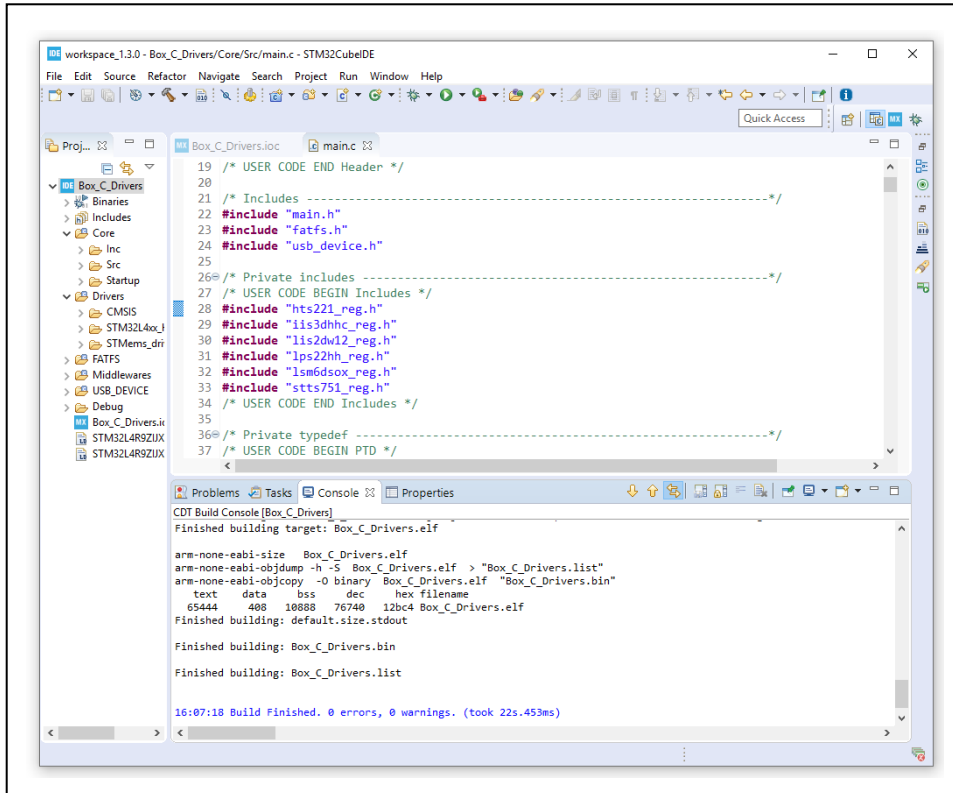 IDE workspace_1.3.0 - Box_C_Drivers/Core/Src/main.c - STM32CubeIDE
File Edit Source Refactor Navigate Search Project Run Window Help
Quick Access
Proj...
Box_C_Drivers
Binaries
Includes
Core
Inc
Src
Startup
Drivers
CMSIS
STM32L4xx_H
STMems_dri
FATFS
Middlewares
USB_DEVICE
Debug
Box_C_Drivers.io
STM32L4R9ZIJX
STM32L4R9ZIJX
MX Box_C_Drivers.ioc main.c
19 /* USER CODE END Header */
20
21 /* Includes ------------------------------------------------------------------*/
22 #include "main.h"
23 #include "fatfs.h"
24 #include "usb_device.h"
25
26 /* Private includes ----------------------------------------------------------*/
27 /* USER CODE BEGIN Includes */
28 #include "hts221_reg.h"
29 #include "iis3dhhc_reg.h"
30 #include "lis2dw12_reg.h"
31 #include "lps22hh_reg.h"
32 #include "lsm6dsox_reg.h"
33 #include "stts751_reg.h"
34 /* USER CODE END Includes */
35
36 /* Private typedef -----------------------------------------------------------*/
37 /* USER CODE BEGIN PTD */
Problems Tasks Console Properties
CDT Build Console [Box_C_Drivers]
Finished building target: Box_C_Drivers.elf
arm-none-eabi-size Box_C_Drivers.elf
arm-none-eabi-objdump -h -S Box_C_Drivers.elf > "Box_C_Drivers.list"
arm-none-eabi-objcopy -O binary Box_C_Drivers.elf "Box_C_Drivers.bin"
text data bss dec hex filename
65444 408 10888 76740 12bc4 Box_C_Drivers.elf
Finished building: default.size.stdout
Finished building: Box_C_Drivers.bin
Finished building: Box_C_Drivers.list
16:07:18 Build Finished. 0 errors, 0 warnings. (took 22s.453ms)